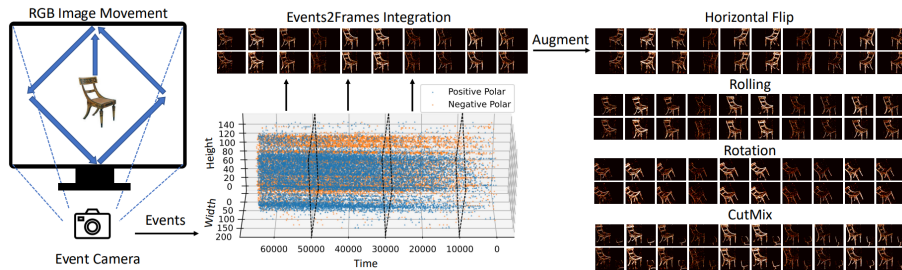 RGB Image Movement
Events
Event Camera
Events2Frames Integration
Positive Polar
Negative Polar
Height
140
120
100
80
60
40
20
0
Width
0
50
100
150
200
60000
50000
40000
30000
20000
10000
0
Time
Augment
Horizontal Flip
Rolling
Rotation
CutMix